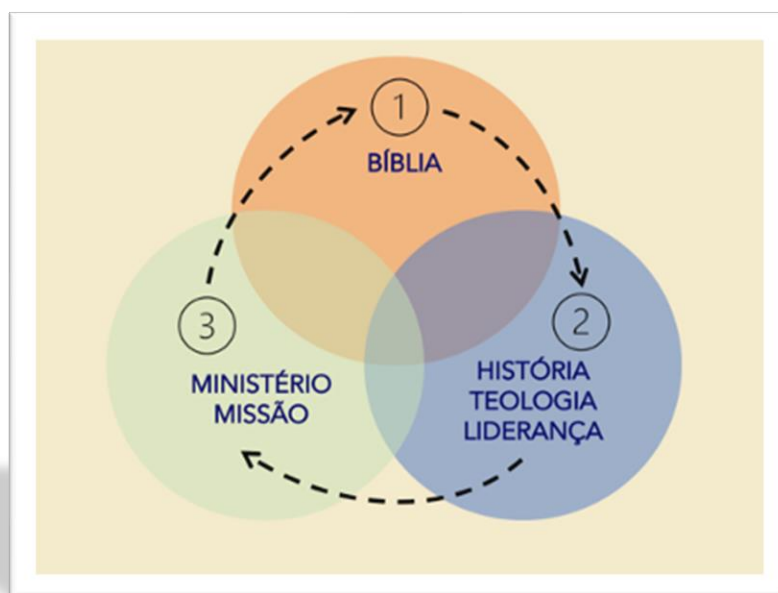 1
BÍBLIA
2
HISTÓRIA
TEOLOGIA
LIDERANÇA
3
MINISTÉRIO
MISSÃO